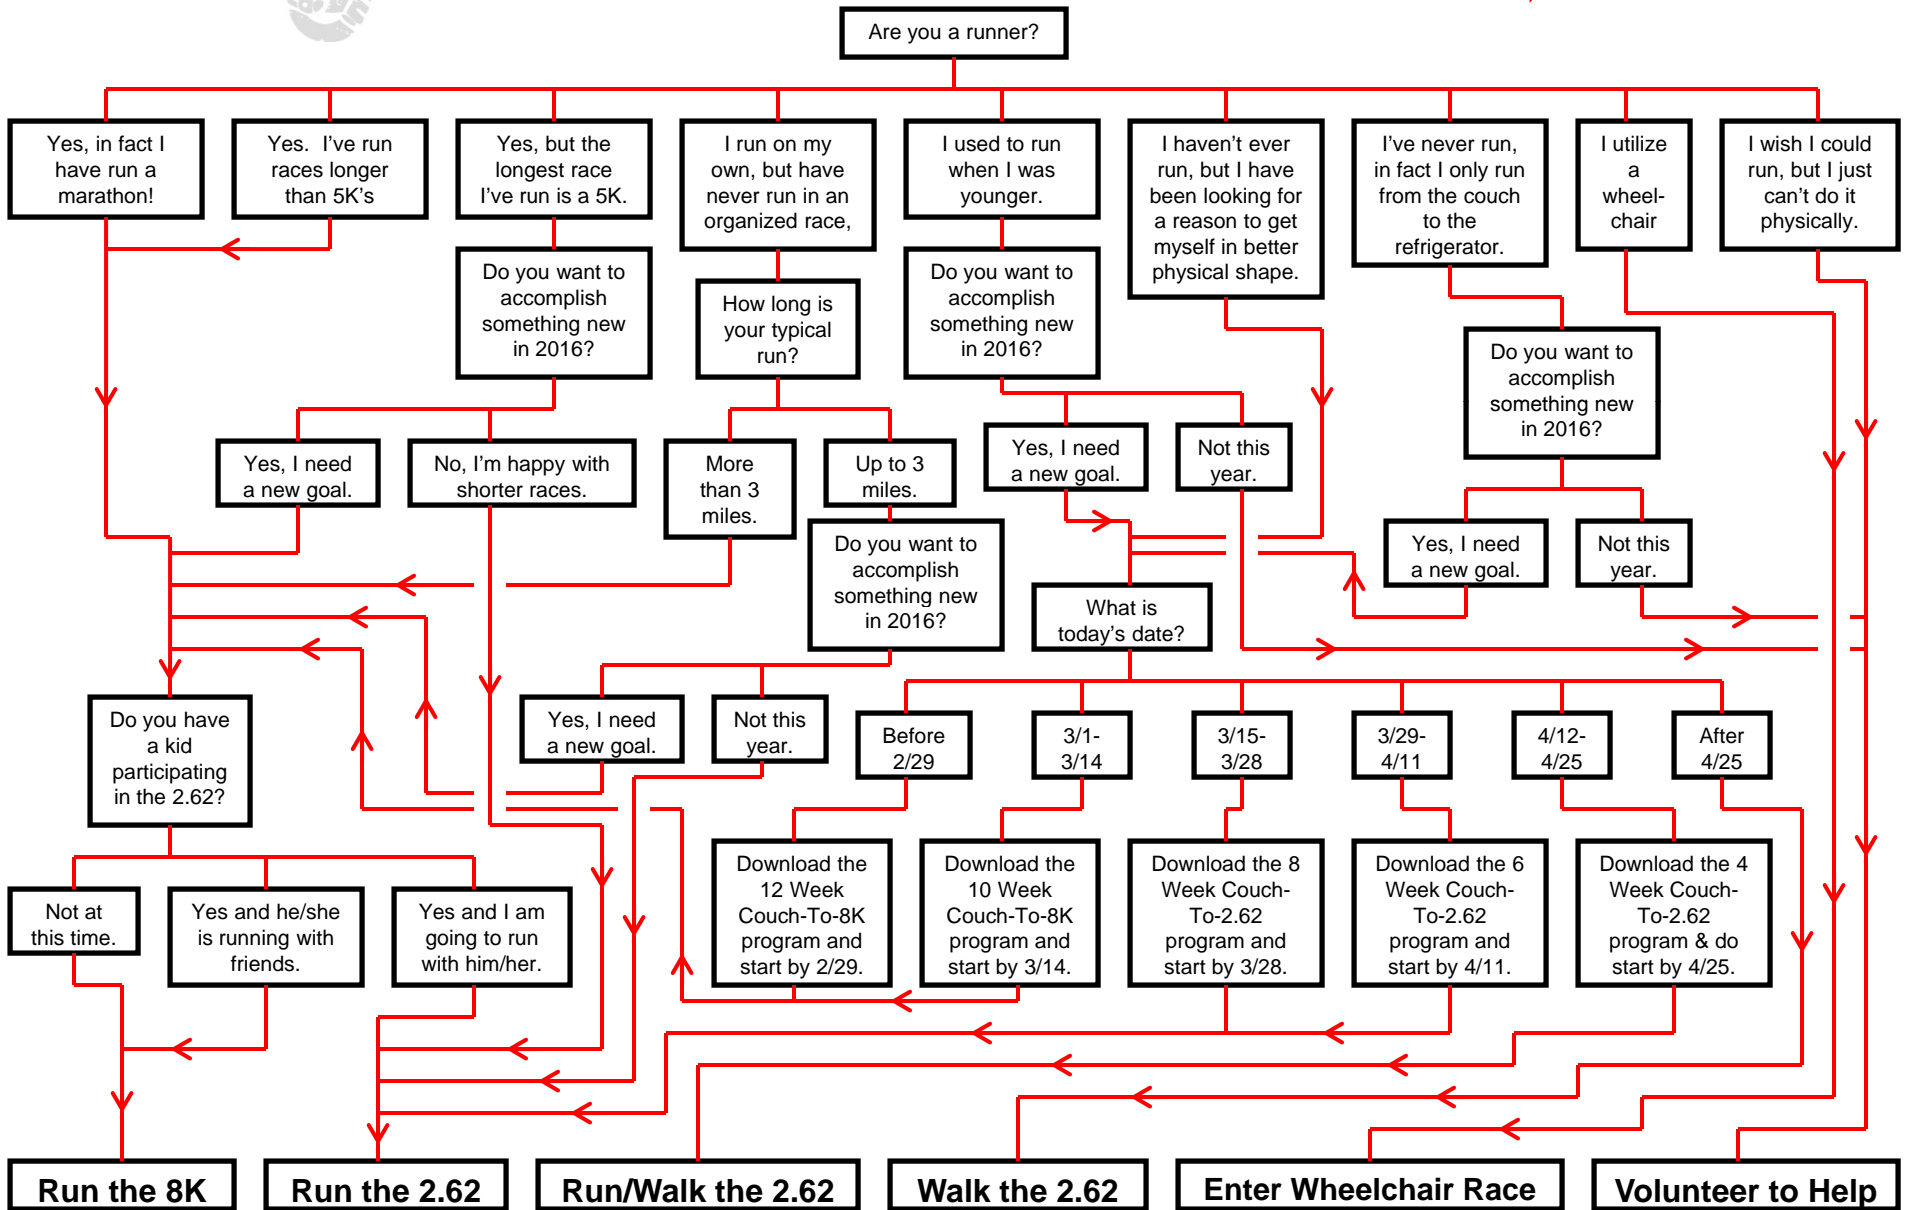 Are you a runner?
Yes, in fact I
have run a
marathon!
Yes.  I've run
races longer
than 5K's
Yes, but the
longest race
I've run is a 5K.
I run on my
own, but have
never run in an
organized race,
I used to run
when I was
younger.
I haven't ever
run, but I have
been looking for
a reason to get
myself in better
physical shape.
I've never run,
in fact I only run
from the couch
to the
refrigerator.
I utilize
a
wheel-
chair
I wish I could
run, but I just
can't do it
physically.
Do you want to
accomplish
something new
in 2016?
How long is
your typical
run?
Do you want to
accomplish
something new
in 2016?
Do you want to
accomplish
something new
in 2016?
Yes, I need
a new goal.
No, I'm happy with
shorter races.
More
than 3
miles.
Up to 3
miles.
Yes, I need
a new goal.
Not this
year.
Do you want to
accomplish
something new
in 2016?
Yes, I need
a new goal.
Not this
year.
What is
today's date?
Do you have
a kid
participating
in the 2.62?
Yes, I need
a new goal.
Not this
year.
Before
2/29
3/1-
3/14
3/15-
3/28
3/29-
4/11
4/12-
4/25
After
4/25
Not at
this time.
Yes and he/she
is running with
friends.
Yes and I am
going to run
with him/her.
Download the
12 Week
Couch-To-8K
program and
start by 2/29.
Download the
10 Week
Couch-To-8K
program and
start by 3/14.
Download the 8
Week Couch-
To-2.62
program and
start by 3/28.
Download the 6
Week Couch-
To-2.62
program and
start by 4/11.
Download the 4
Week Couch-
To-2.62
program & do
start by 4/25.
Run the 8K
Run the 2.62
Run/Walk the 2.62
Walk the 2.62
Enter Wheelchair Race
Volunteer to Help